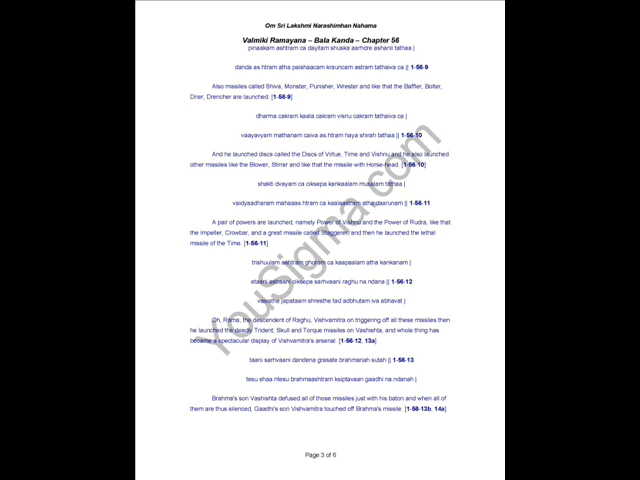 Om Sri Lakshmi Narashimhan Nahama
Valmiki Ramayana – Bala Kanda – Chapter 56
pinaakam ashtram ca dayitam shuska aarhdre ashanii tathaa |
danda as.htram atha paishaacam krauncam astram tathaiva ca || 1-56-9
Also missiles called Shiva, Monster, Punisher, Wrester and like that the Baffler, Bolter,
Drier, Drencher are launched. [1-56-9]
dharma cakram kaala cakram visnu cakram tathaiva ca |
vaayavyam mathanam caiva as.htram haya shirah tathaa || 1-56-10
And he launched discs called the Discs of Virtue, Time and Vishnu and he also launched
other missiles like the Blower, Stirrer and like that the missile with Horse-head. [1-56-10]
shakti dvayam ca ciksepa kankaalam musalam tathaa |
vaidyaadharam mahaaas.htram ca kaalaastram atha daarunam || 1-56-11
A pair of powers are launched, namely Power of Vishnu and the Power of Rudra, like that
the Impeller, Crowbar, and a great missile called Staggerer, and then he launched the lethal
missile of the Time. [1-56-11]
trishuulam ashtram ghoram ca kaapaalam atha kankanam |
etaani astraani ciksepa sarhvaani raghu na ndana || 1-56-12
vasisthe japataam shresthe tad adbhutam iva abhavat |
Oh, Rama, the descendent of Raghu, Vishvamitra on triggering off all these missiles then
he launched the deadly Trident, Skull and Torque missiles on Vashishta, and whole thing has
became a spectacular display of Vishvamitra's arsenal. [1-56-12, 13a]
taani sarhvaani dandena grasate brahmanah sutah || 1-56-13
tesu shaa.ntesu brahmaashtram ksiptavaan gaadhi na.ndanah |
Brahma's son Vashishta defused all of those missiles just with his baton and when all of
them are thus silenced, Gaadhi's son Vishvamitra touched off Brahma's missile. [1-56-13b, 14a]
YouSigma.com
Page 3 of 6